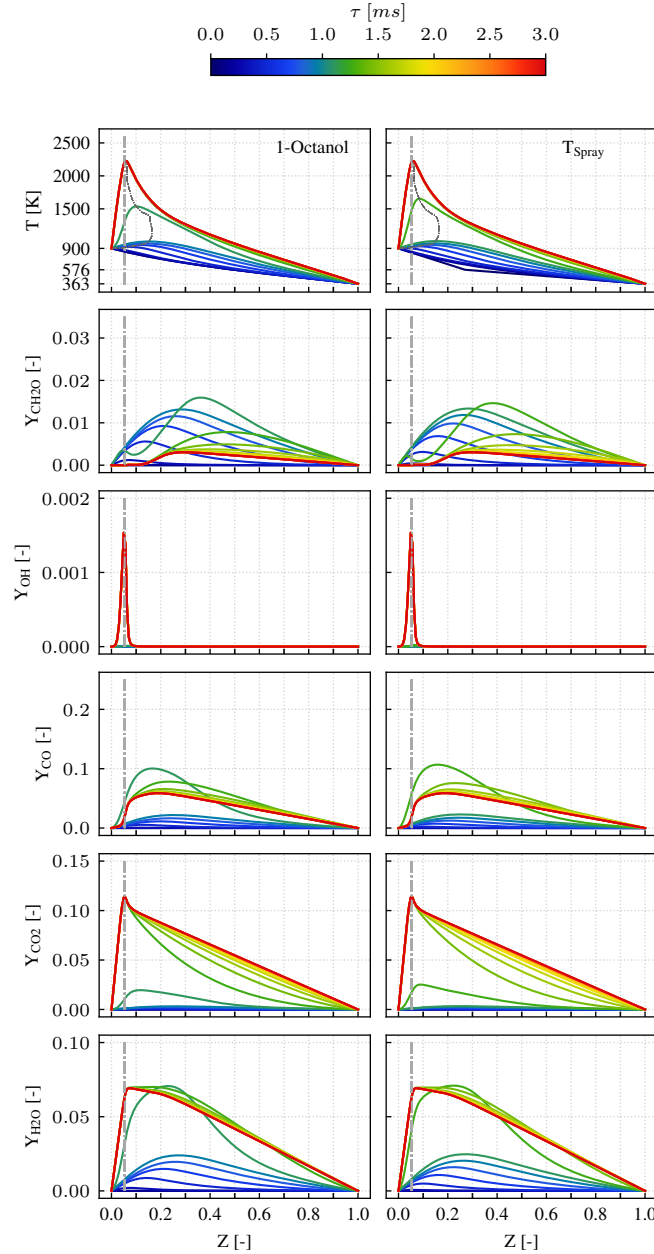 τ [ms]
0.0 0.5 1.0 1.5 2.0 2.5 3.0
1-Octanol
T_Spray
T [K]
2500
2000
1500
900
576
363
Y_CH2O [-]
0.03
0.02
0.01
0.00
Y_OH [-]
0.002
0.001
0.000
Y_CO [-]
0.2
0.1
0.0
Y_CO2 [-]
0.15
0.10
0.05
0.00
Y_H2O [-]
0.10
0.05
0.00
0.0 0.2 0.4 0.6 0.8 1.0
0.0 0.2 0.4 0.6 0.8 1.0
Z [-]
Z [-]